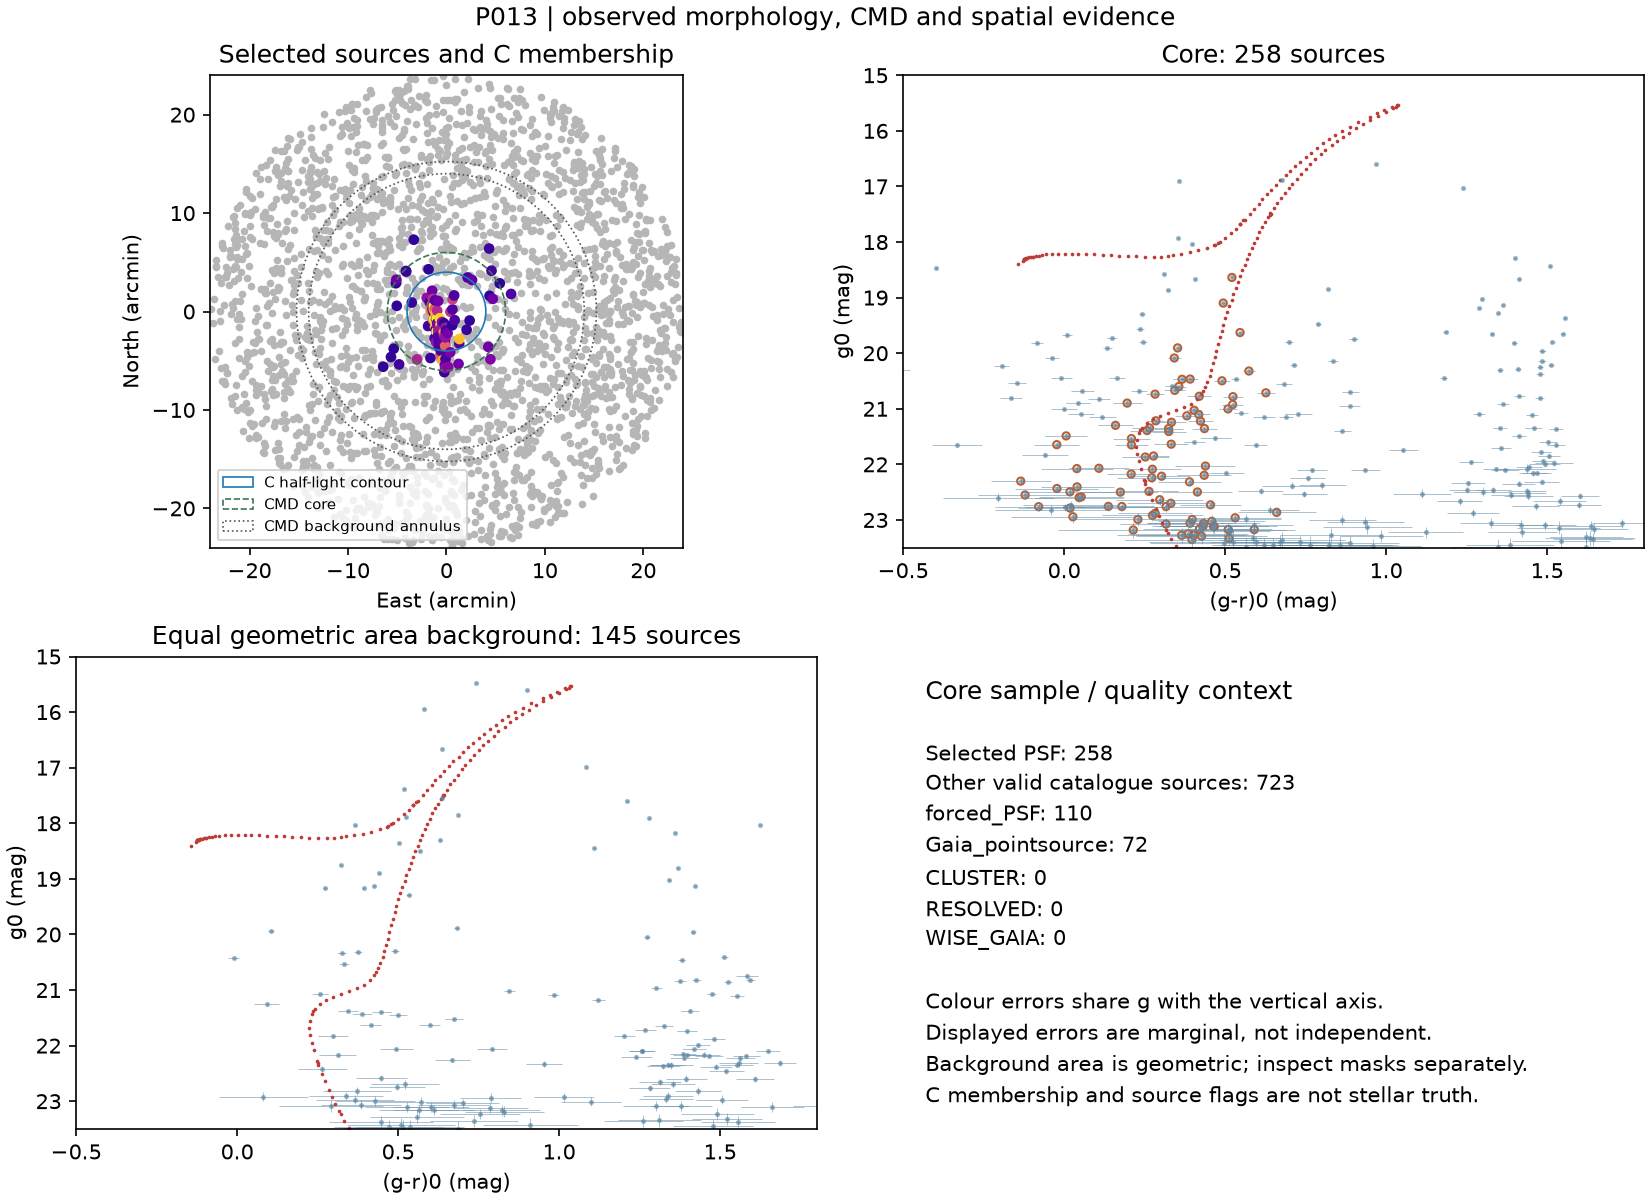 P013 | observed morphology, CMD and spatial evidence
Selected sources and C membership
20
10
0
−10
−20
North (arcmin)
C half-light contour
CMD core
CMD background annulus
−20
−10
0
10
20
East (arcmin)
Core: 258 sources
15
16
17
18
19
20
21
22
23
g0 (mag)
−0.5
0.0
0.5
1.0
1.5
(g-r)0 (mag)
Equal geometric area background: 145 sources
15
16
17
18
19
20
21
22
23
g0 (mag)
−0.5
0.0
0.5
1.0
1.5
(g-r)0 (mag)
Core sample / quality context
Selected PSF: 258
Other valid catalogue sources: 723
forced_PSF: 110
Gaia_pointsource: 72
CLUSTER: 0
RESOLVED: 0
WISE_GAIA: 0
Colour errors share g with the vertical axis.
Displayed errors are marginal, not independent.
Background area is geometric; inspect masks separately.
C membership and source flags are not stellar truth.